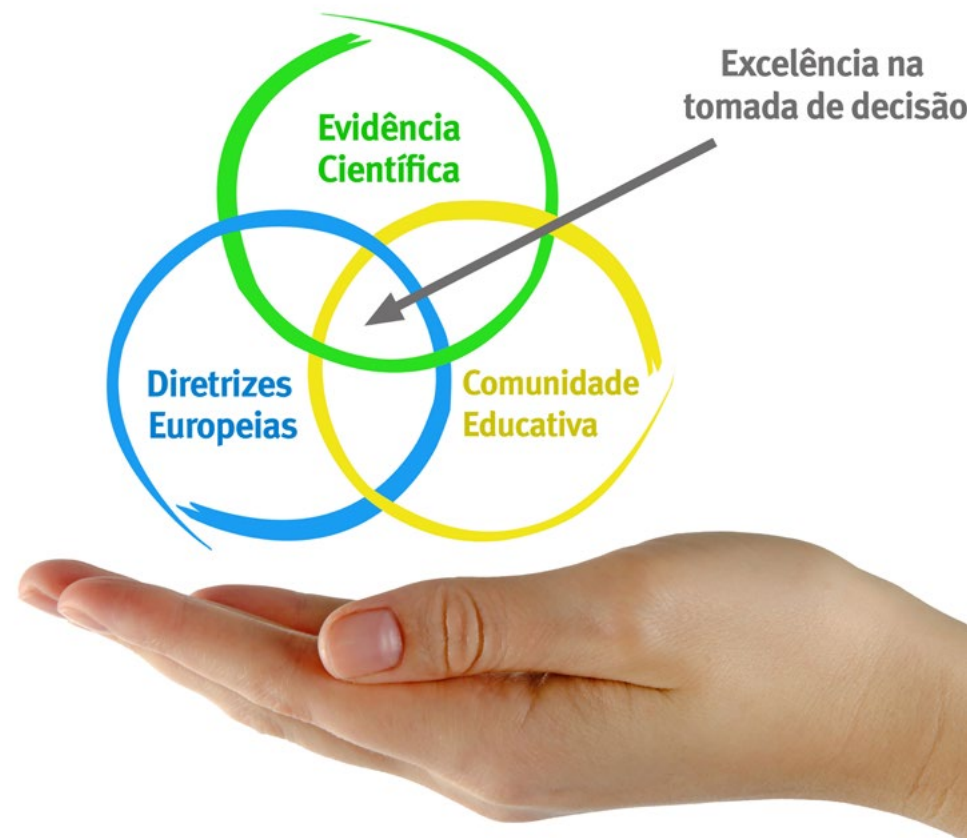 Excelência na
tomada de decisão
Evidência
Científica
Diretrizes
Europeias
Comunidade
Educativa